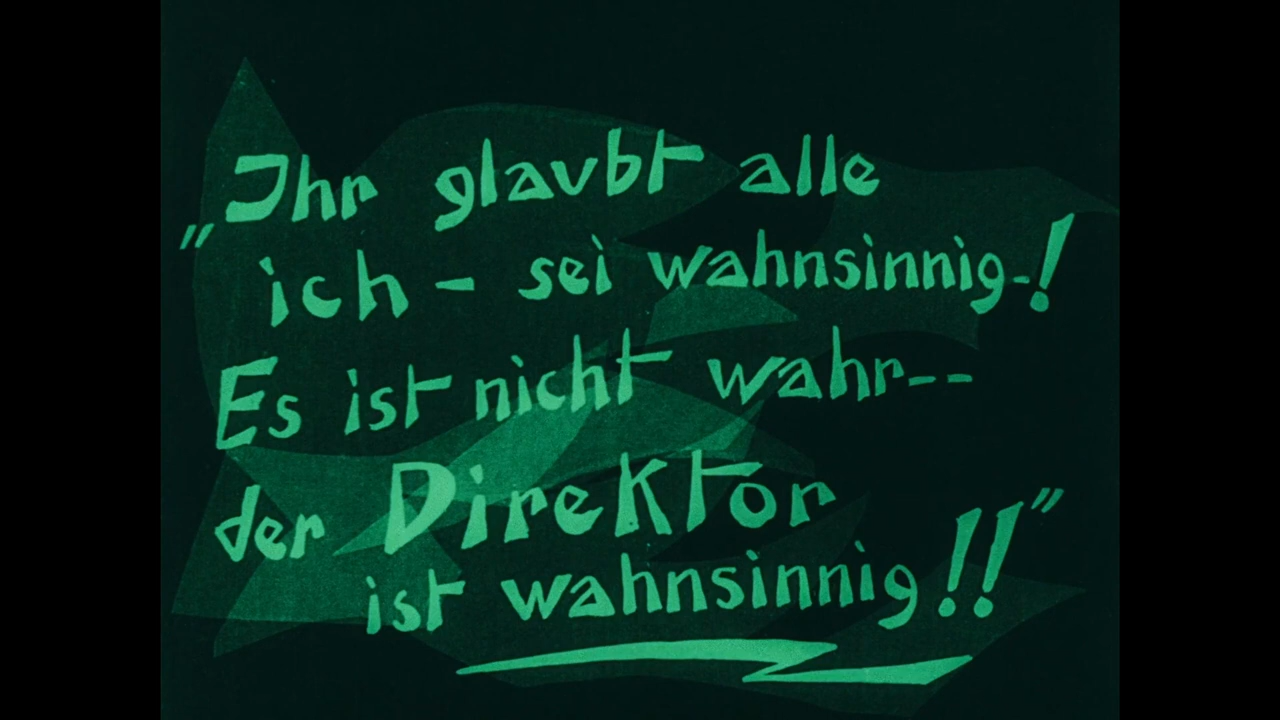 „Ihr glaubt alle
ich - sei wahnsinnig-!
Es ist nicht wahr--
der Direktor
ist wahnsinnig!!”